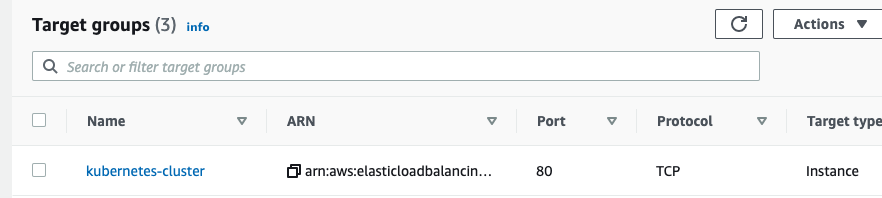 Target groups (3) info
Actions
Search or filter target groups
Name ARN Port Protocol Target type
kubernetes-cluster arn:aws:elasticloadbalancin... 80 TCP Instance